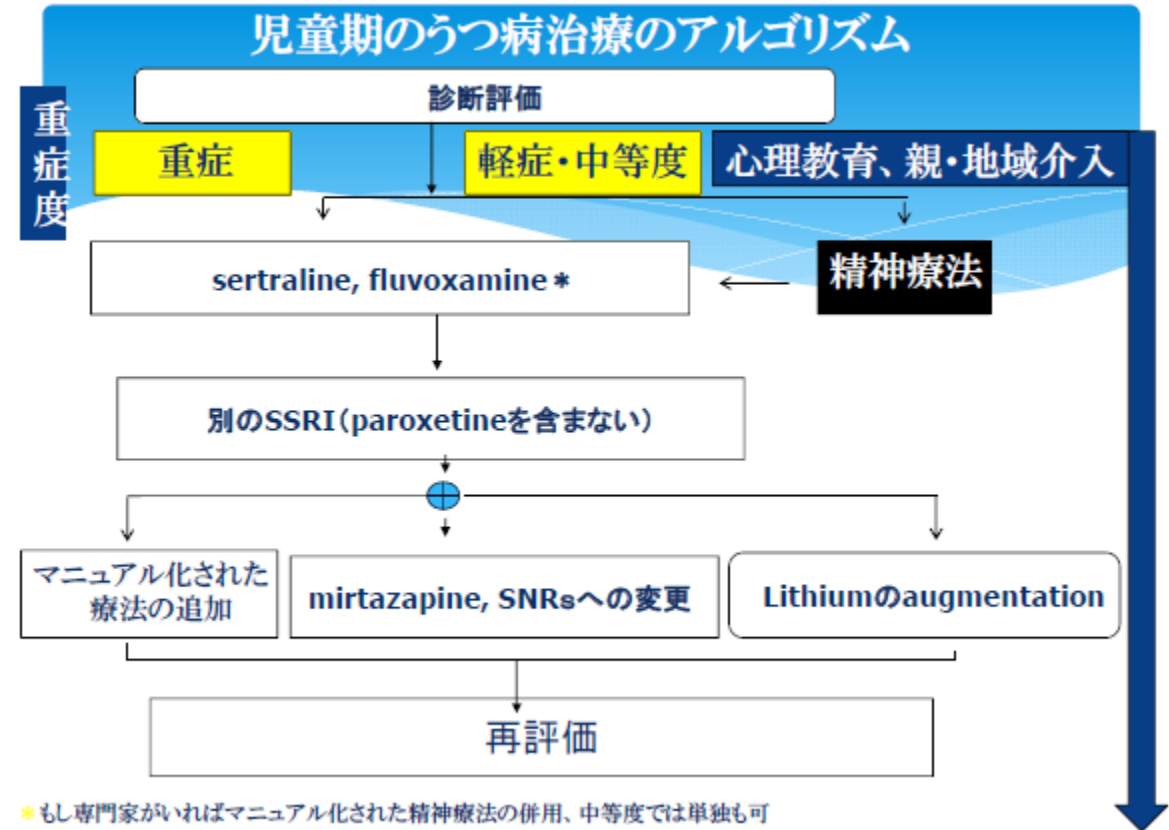 児童期のうつ病治療のアルゴリズム
診断評価
重症度
重症
軽症・中等度
心理教育、親・地域介入
sertraline, fluvoxamine*
精神療法
別のSSRI(paroxetineを含まない)
マニュアル化された
療法の追加
mirtazapine, SNRsへの変更
Lithiumのaugmentation
再評価
*もし専門家がいればマニュアル化された精神療法の併用、中等度では単独も可